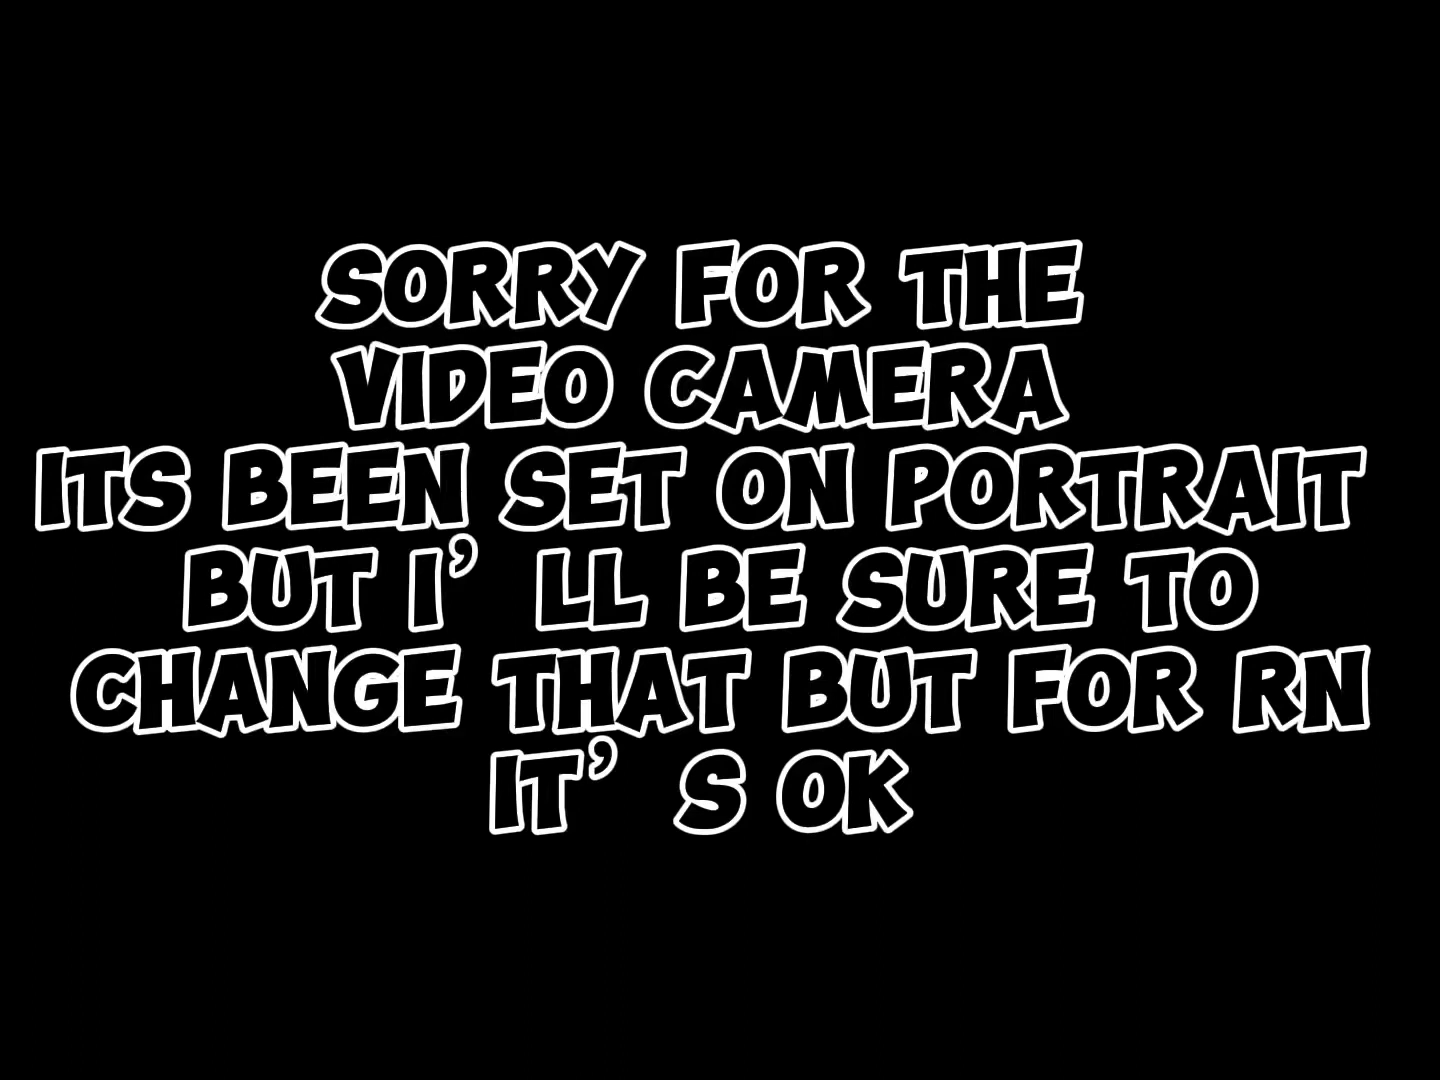 SORRY FOR THE
VIDEO CAMERA
ITS BEEN SET ON PORTRAIT
BUT I’LL BE SURE TO
CHANGE THAT BUT FOR RN
IT’S OK